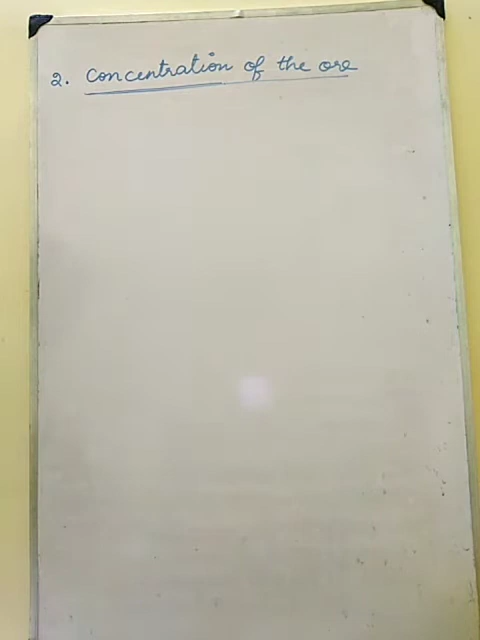 2. Concentration of the ore